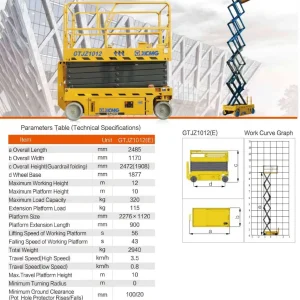 GTJZ1012
XCMG
Parameters Table (Technical Specifications)
Item Unit GTJZ1012(E)
a Overall Length mm 2485
b Overall Width mm 1170
c Overall Height(Guardrail folding) mm 2472(1908)
d Wheel Base mm 1877
Maximum Working Height m 12
Maximum Platform Height m 10
Maximum Load Capacity kg 320
Extension Platform Load kg 115
Platform Size mm 2276×1120
Platform Extension Length mm 900
Lifting Speed of Working Platform s 56
Falling Speed of Working Platform s 43
Total Weight kg 2940
Travel Speed(High Speed) km/h 3.5
Travel Speed(low Speed) km/h 0.8
Max.Travel Platform Height m 10
Minimum Turning Radius m 0
Minimum Ground Clearance
(Por Hole Protector Rises/Falls) mm 100/20
GTJZ1012(E) Work Curve Graph